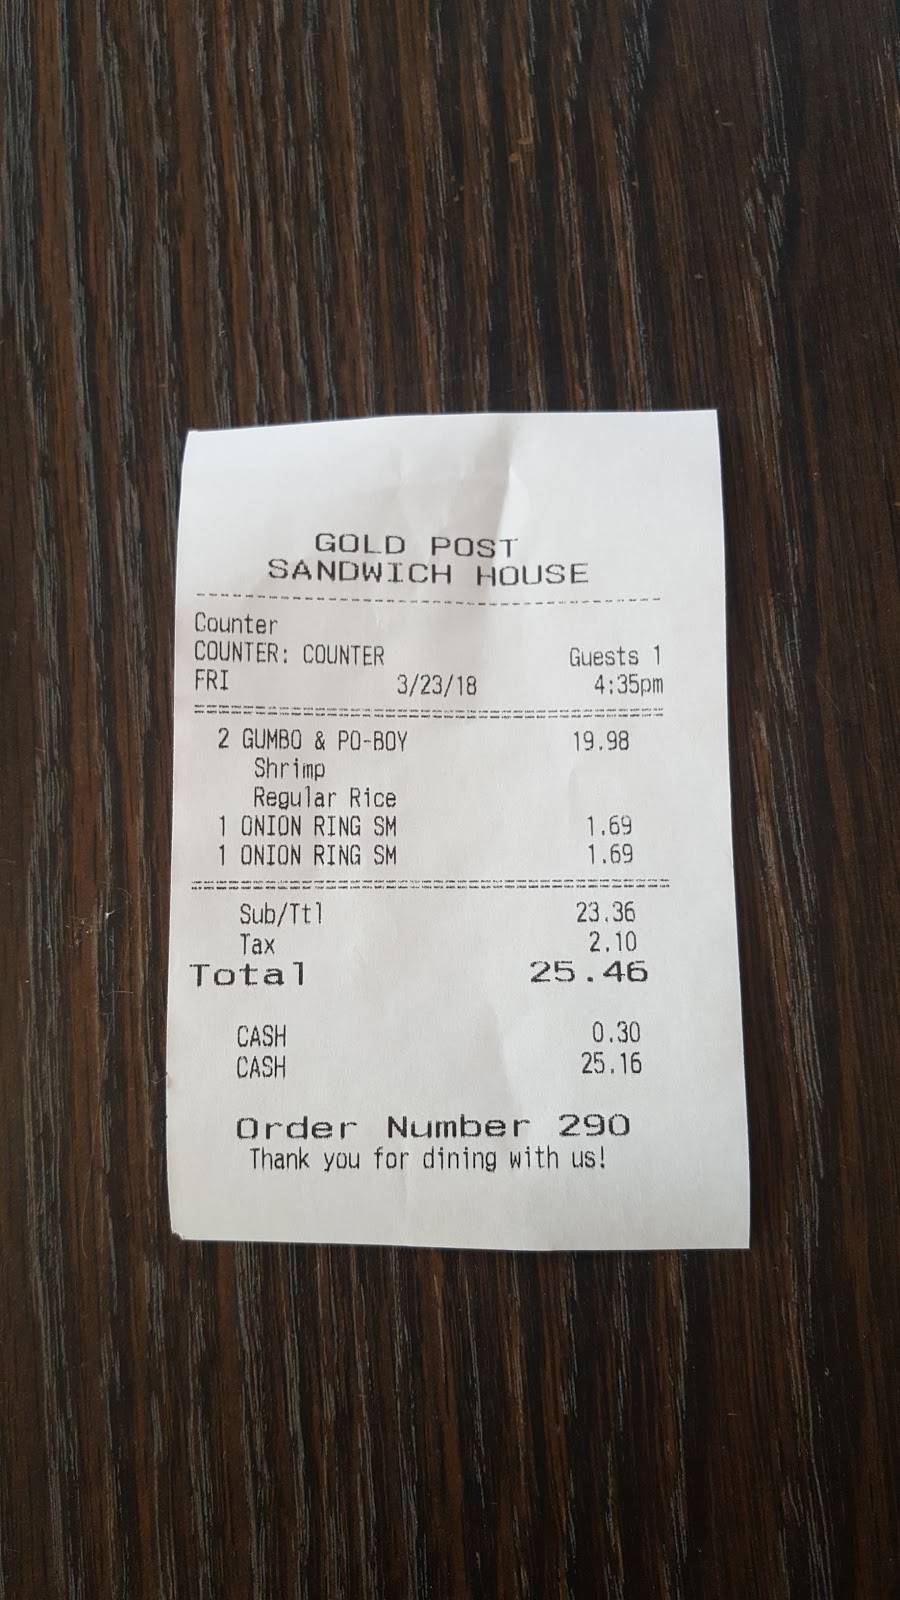 GOLD POST
SANDWICH HOUSE
Counter
COUNTER: COUNTER Guests 1
FRI 3/23/18 4:35pm
2 GUMBO & PO-BOY 19.98
Shrimp
Regular Rice
1 ONION RING SM 1.69
1 ONION RING SM 1.69
Sub/Ttl 23.36
Tax 2.10
Total 25.46
CASH 0.30
CASH 25.16
Order Number 290
Thank you for dining with us!